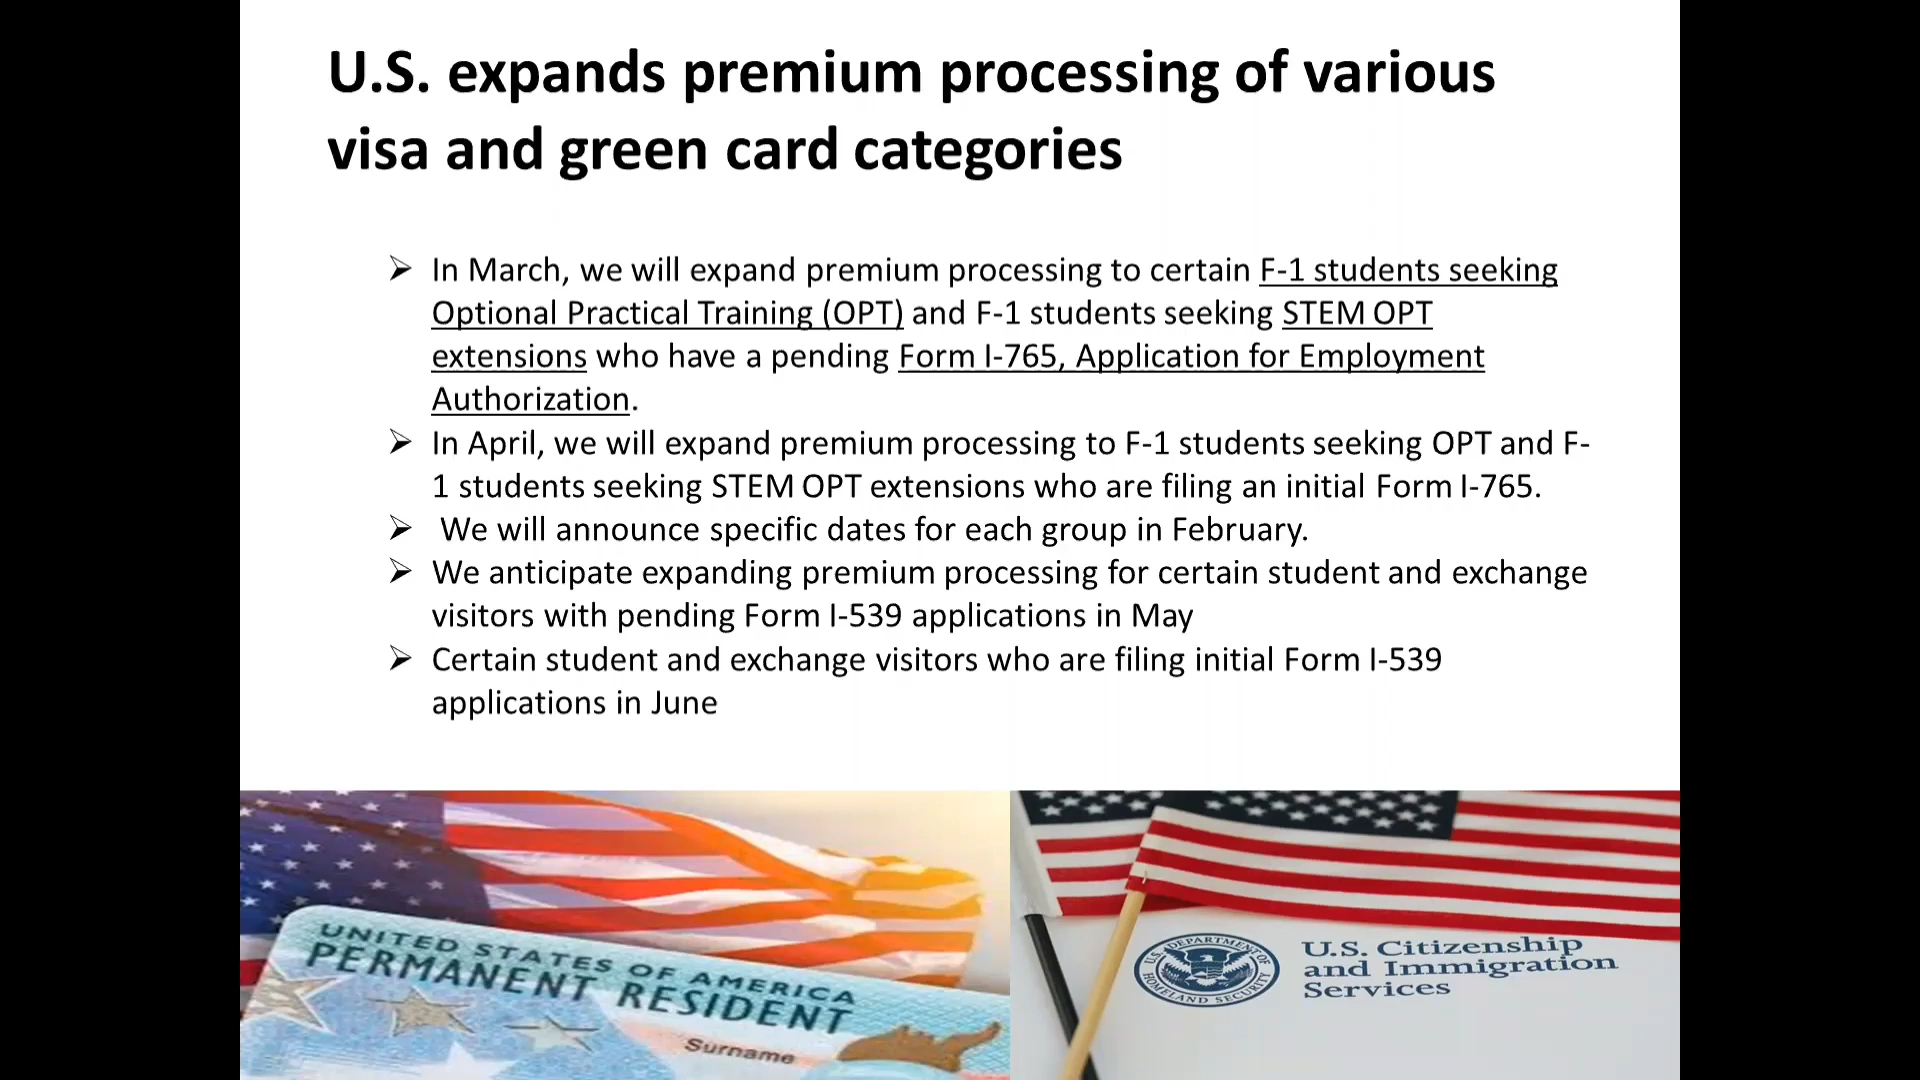 U.S. expands premium processing of various
visa and green card categories
➢ In March, we will expand premium processing to certain F-1 students seeking
Optional Practical Training (OPT) and F-1 students seeking STEM OPT
extensions who have a pending Form I-765, Application for Employment
Authorization.
➢ In April, we will expand premium processing to F-1 students seeking OPT and F-
1 students seeking STEM OPT extensions who are filing an initial Form I-765.
➢ We will announce specific dates for each group in February.
➢ We anticipate expanding premium processing for certain student and exchange
visitors with pending Form I-539 applications in May
➢ Certain student and exchange visitors who are filing initial Form I-539
applications in June
UNITED STATES OF AMERICA
PERMANENT RESIDENT
Surname
U.S. DEPARTMENT OF
HOMELAND SECURITY
U.S. Citizenship
and Immigration
Services